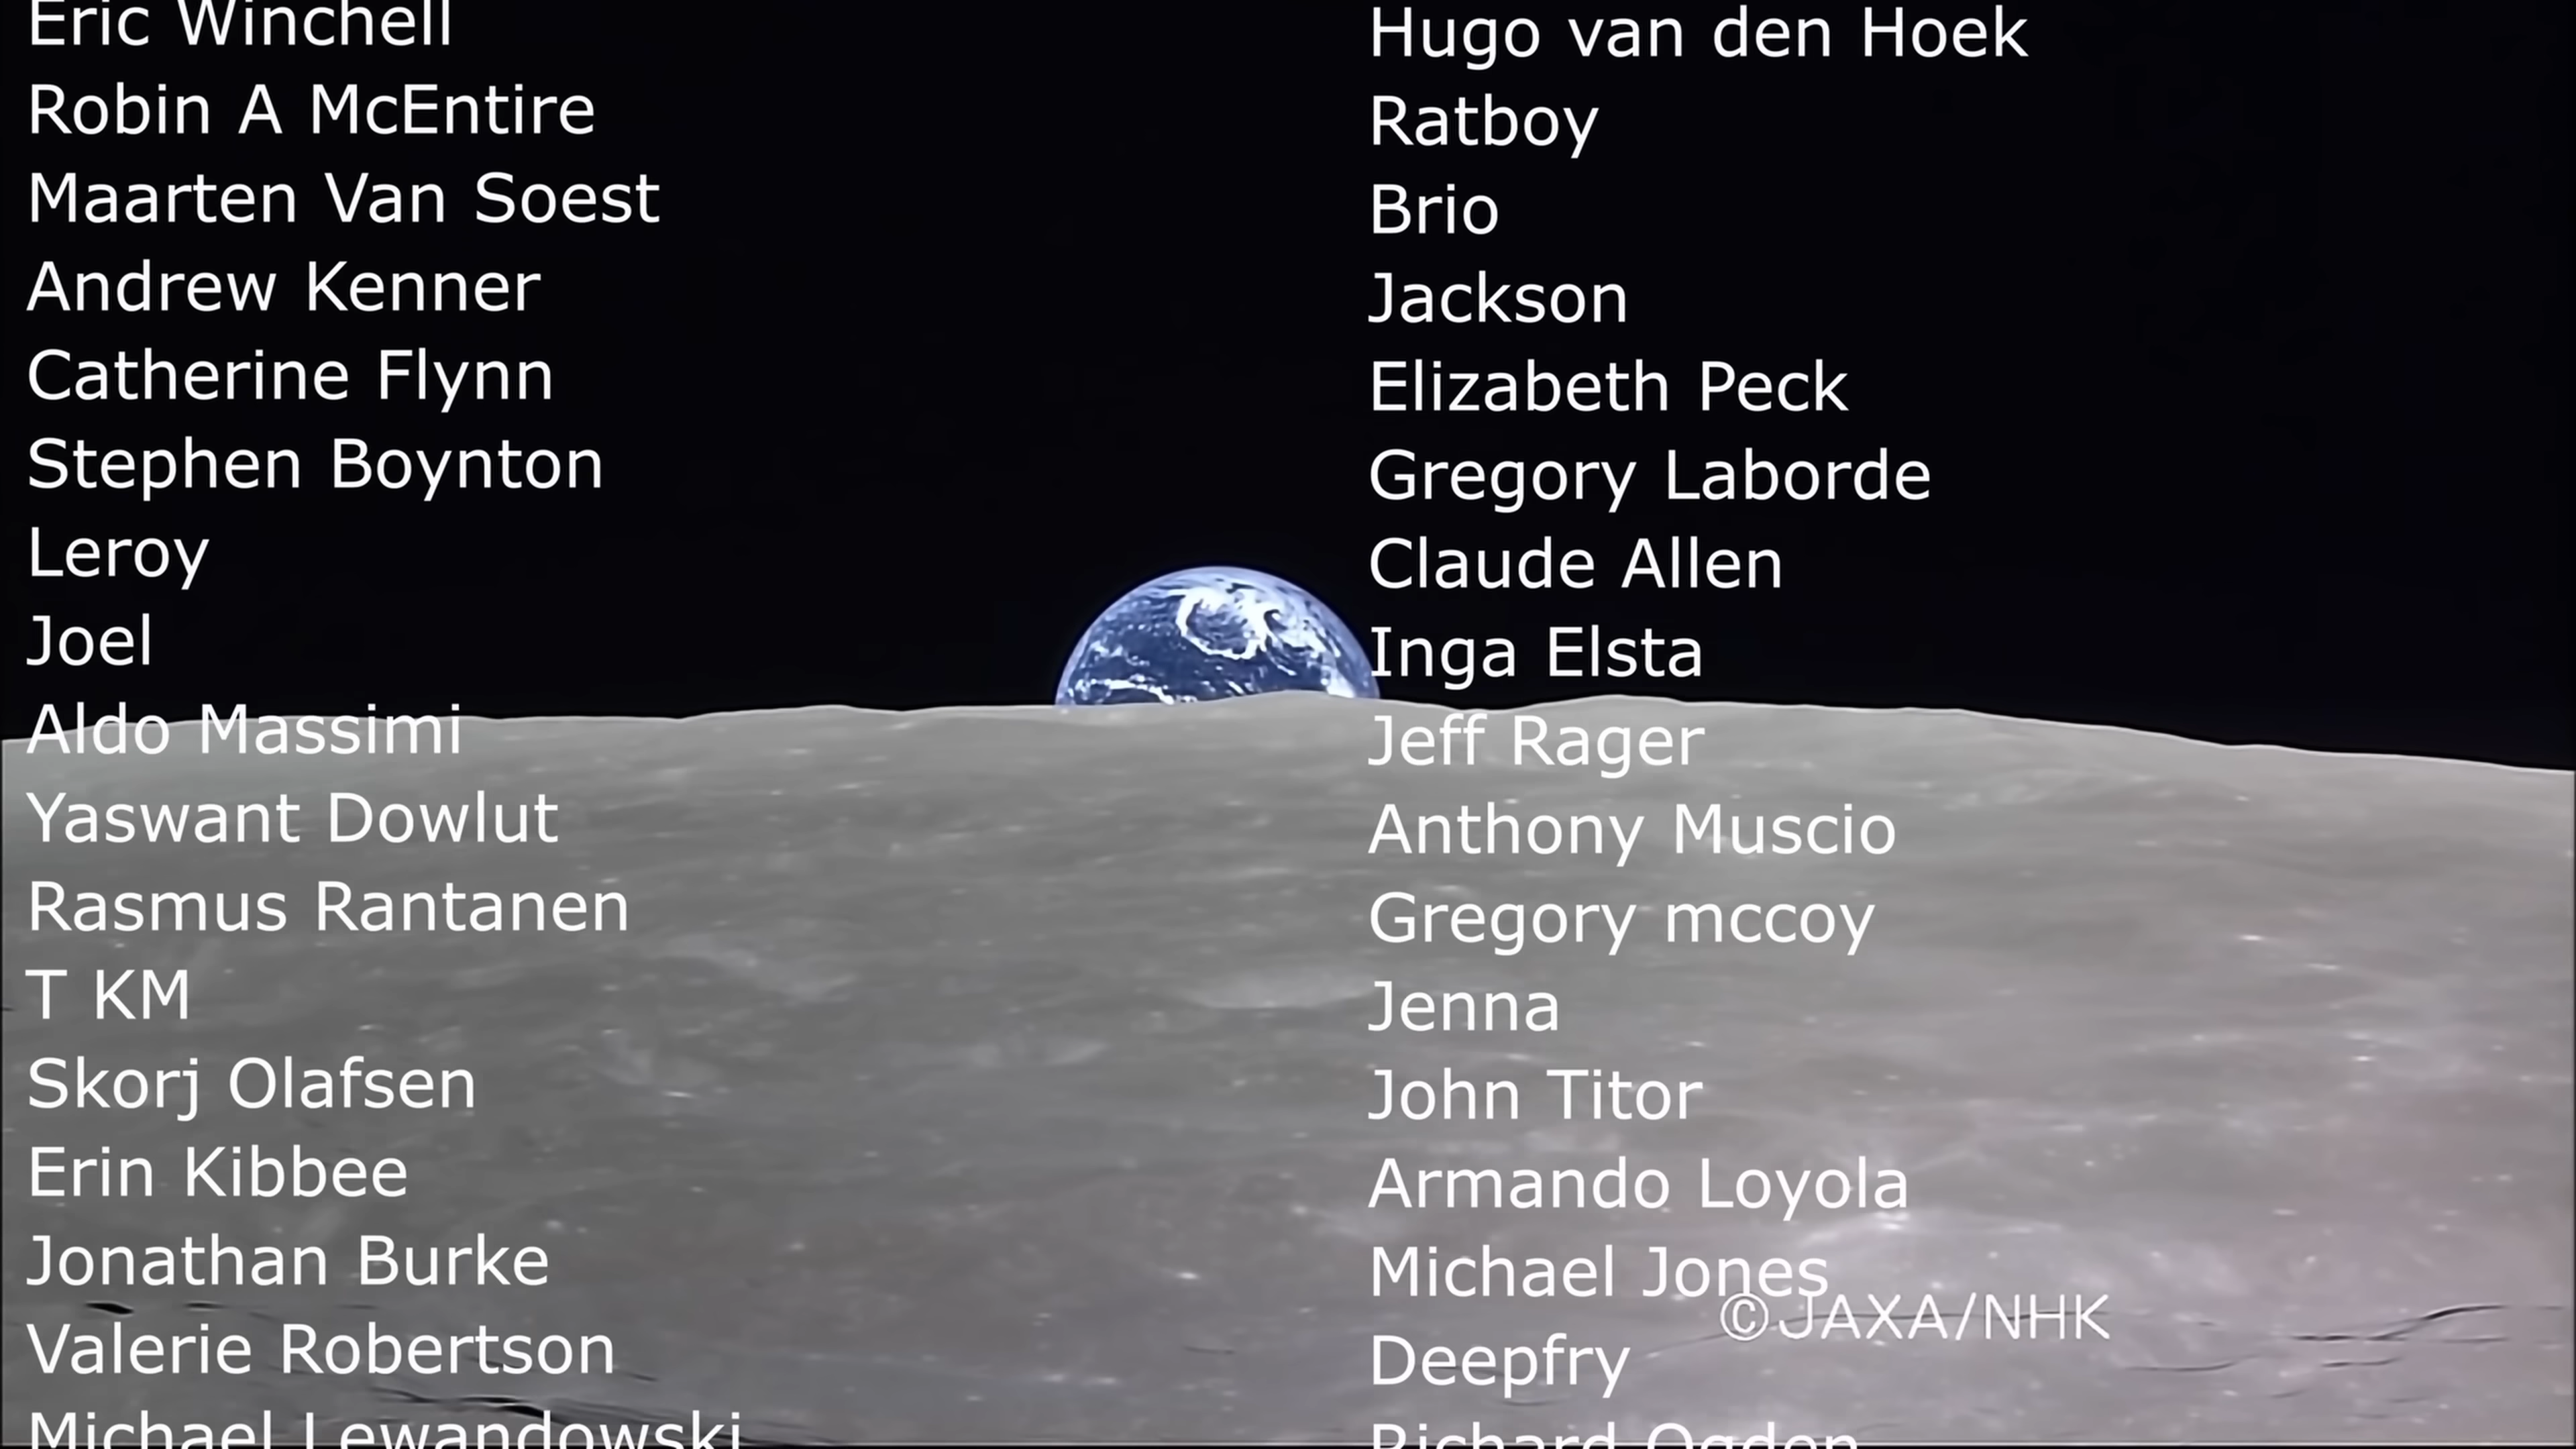 Eric Winchell
Robin A McEntire
Maarten Van Soest
Andrew Kenner
Catherine Flynn
Stephen Boynton
Leroy
Joel
Aldo Massimi
Yaswant Dowlut
Rasmus Rantanen
T KM
Skorj Olafsen
Erin Kibbee
Jonathan Burke
Valerie Robertson
Michael Lewandowski
Hugo van den Hoek
Ratboy
Brio
Jackson
Elizabeth Peck
Gregory Laborde
Claude Allen
Inga Elsta
Jeff Rager
Anthony Muscio
Gregory mccoy
Jenna
John Titor
Armando Loyola
Michael Jones
©JAXA/NHK
Deepfry
Richard Ogden